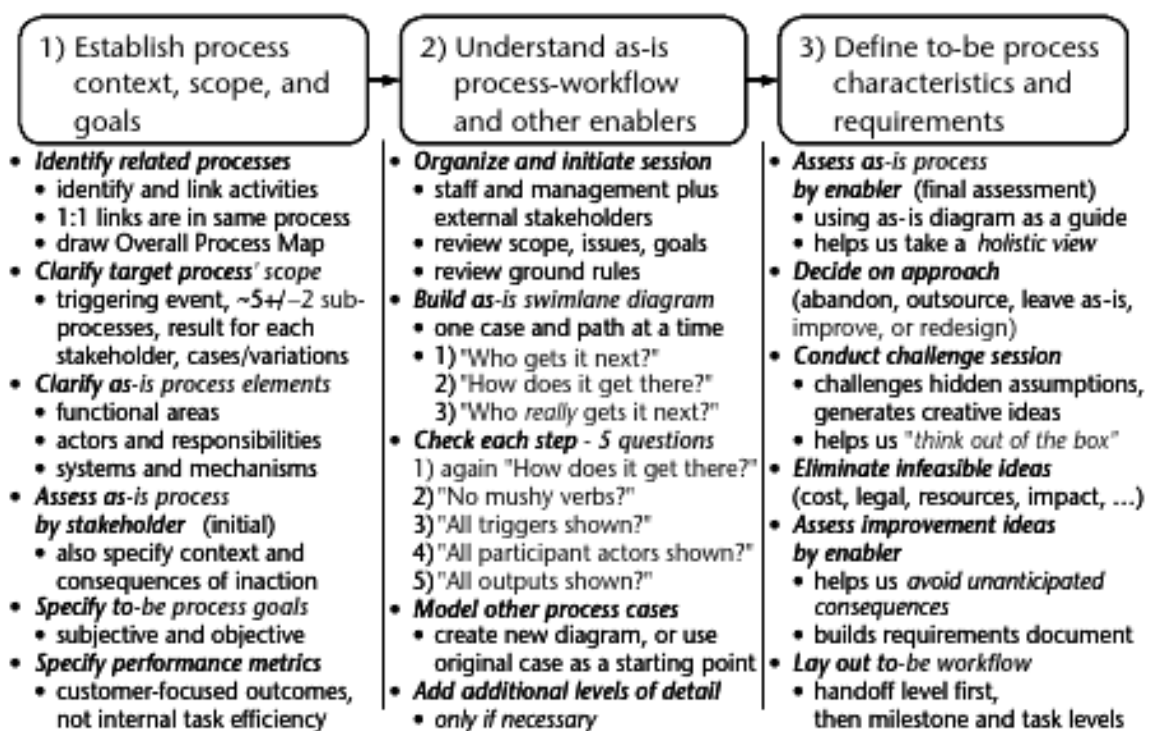 1) Establish process
context, scope, and
goals
• Identify related processes
• identify and link activities
• 1:1 links are in same process
• draw Overall Process Map
• Clarify target process' scope
• triggering event, ~5+/−2 sub-
processes, result for each
stakeholder, cases/variations
• Clarify as-is process elements
• functional areas
• actors and responsibilities
• systems and mechanisms
• Assess as-is process
by stakeholder (initial)
• also specify context and
consequences of inaction
• Specify to-be process goals
• subjective and objective
• Specify performance metrics
• customer-focused outcomes,
not internal task efficiency
2) Understand as-is
process-workflow
and other enablers
• Organize and initiate session
• staff and management plus
external stakeholders
• review scope, issues, goals
• review ground rules
• Build as-is swimlane diagram
• one case and path at a time
• 1) "Who gets it next?"
2) "How does it get there?"
3) "Who really gets it next?"
• Check each step - 5 questions
1) again "How does it get there?"
2) "No mushy verbs?"
3) "All triggers shown?"
4) "All participant actors shown?"
5) "All outputs shown?"
• Model other process cases
• create new diagram, or use
original case as a starting point
• Add additional levels of detail
• only if necessary
3) Define to-be process
characteristics and
requirements
• Assess as-is process
by enabler (final assessment)
• using as-is diagram as a guide
• helps us take a holistic view
• Decide on approach
(abandon, outsource, leave as-is,
improve, or redesign)
• Conduct challenge session
• challenges hidden assumptions,
generates creative ideas
• helps us "think out of the box"
• Eliminate infeasible ideas
(cost, legal, resources, impact, ...)
• Assess improvement ideas
by enabler
• helps us avoid unanticipated
consequences
• builds requirements document
• Lay out to-be workflow
• handoff level first,
then milestone and task levels